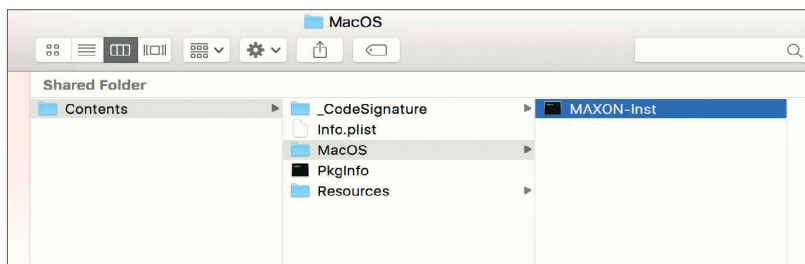 MacOS
Shared Folder
Contents
_CodeSignature
Info.plist
MacOS
PkgInfo
Resources
MAXON-Inst